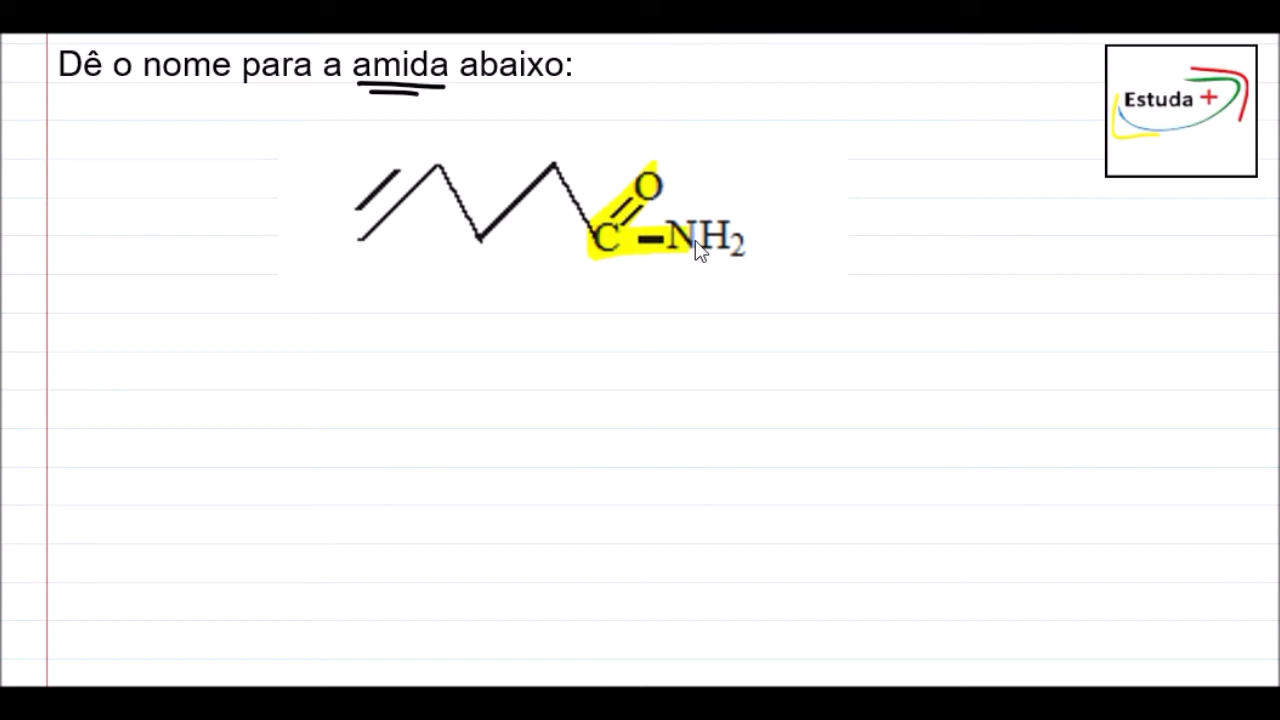 Dê o nome para a amida abaixo:
Estuda +
O
C –NH₂